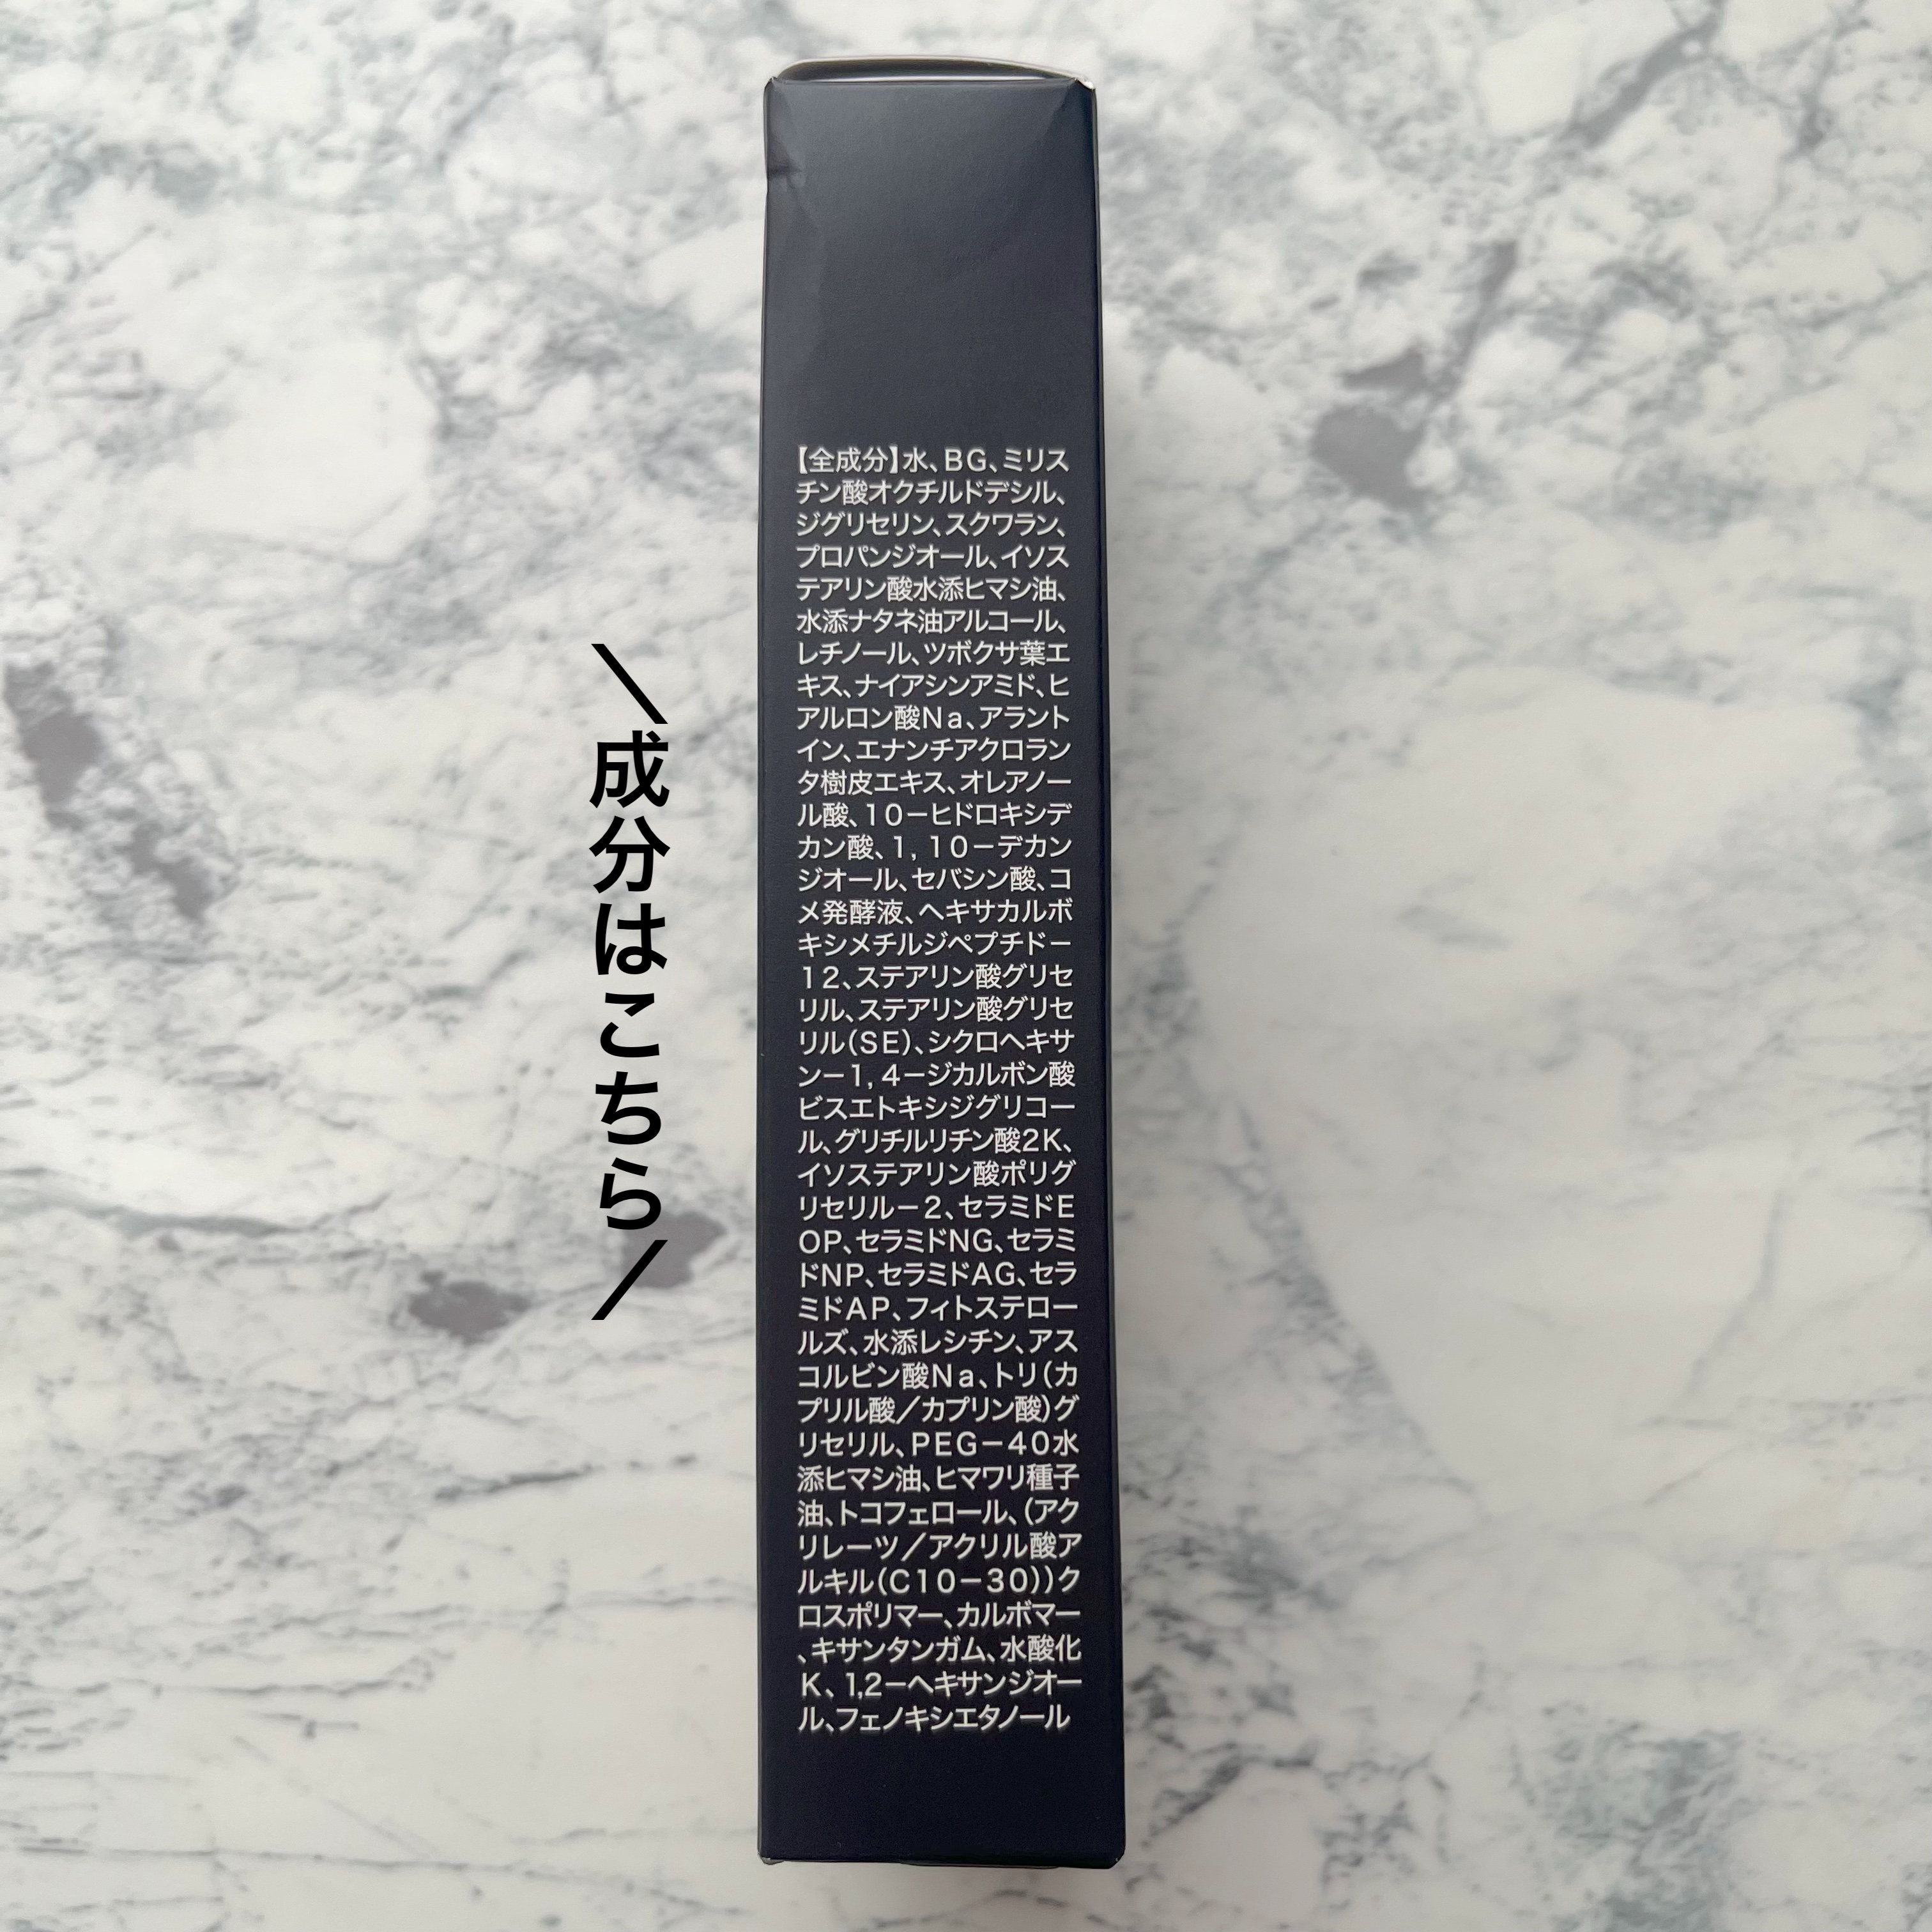 ＼成分はこちら／
【全成分】水、BG、ミリス
チン酸オクチルドデシル、
ジグリセリン、スクワラン、
プロパンジオール、イソス
テアリン酸水添ヒマシ油、
水添ナタネ油アルコール、
レチノール、ツボクサ葉エ
キス、ナイアシンアミド、ヒ
アルロン酸Na、アラント
イン、エナンチアクロラン
タ樹皮エキス、オレアノー
ル酸、10－ヒドロキシデ
カン酸、1, 10－デカン
ジオール、セバシン酸、コ
メ発酵液、ヘキサカルボ
キシメチルジペプチドー
12、ステアリン酸グリセ
リル、ステアリン酸グリセ
リル(SE)、シクロヘキサ
ン－1, 4－ジカルボン酸
ビスエトキシジグリコー
ル、グリチルリチン酸2K、
イソステアリン酸ポリグ
リセリル－2、セラミドE
OP、セラミドNG、セラミ
ドNP、セラミドAG、セラ
ミドAP、フィトステロー
ルズ、水添レシチン、アス
コルビン酸Na、トリ(カ
プリル酸／カプリン酸)グ
リセリル、PEG－40水
添ヒマシ油、ヒマワリ種子
油、トコフェロール、(アク
リレーツ／アクリル酸ア
ルキル(C10－30))ク
ロスポリマー、カルボマー
、キサンタンガム、水酸化
K、1,2－ヘキサンジオー
ル、フェノキシエタノール